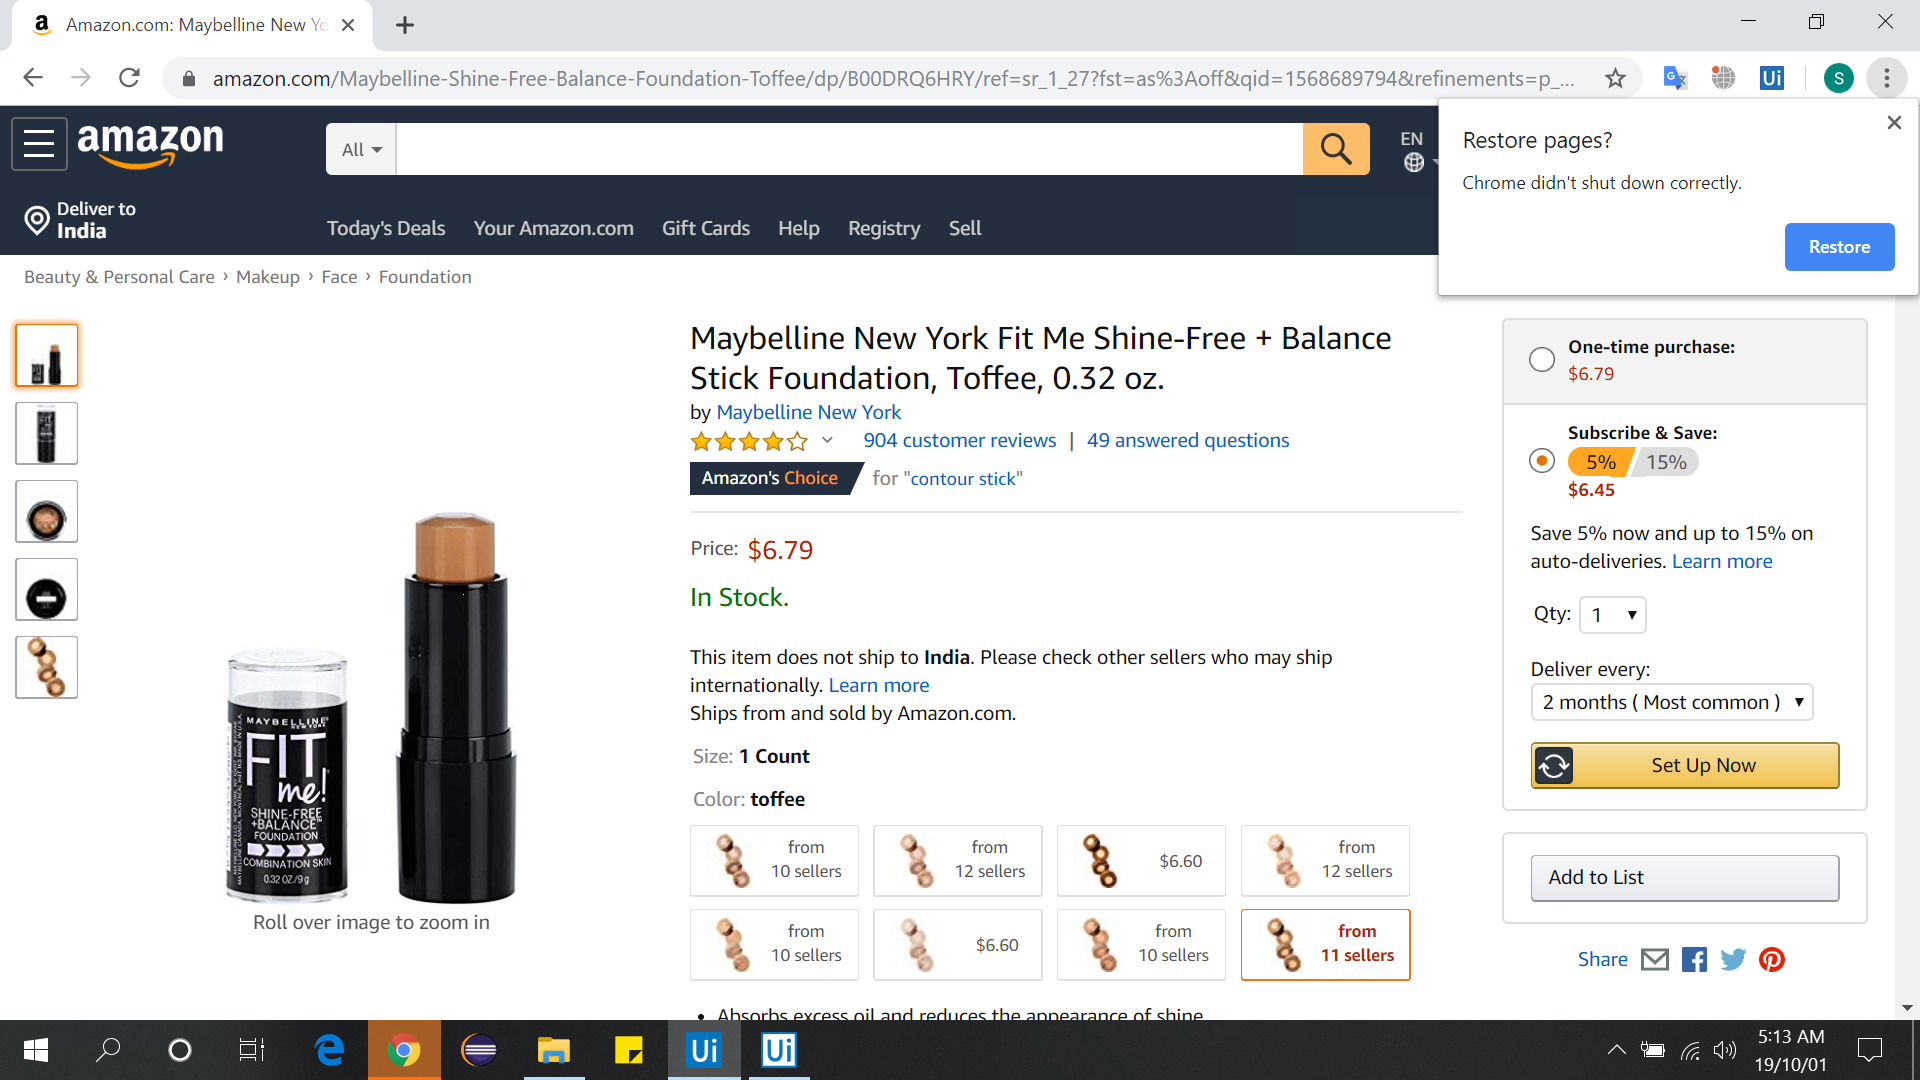 Amazon.com: Maybelline New Yo
amazon.com/Maybelline-Shine-Free-Balance-Foundation-Toffee/dp/B00DRQ6HRY/ref=sr_1_27?fst=as%3Aoff&qid=1568689794&refinements=p_...
S
Restore pages?
Chrome didn't shut down correctly.
Restore
amazon
All
EN
Deliver to
India
Today's Deals Your Amazon.com Gift Cards Help Registry Sell
Beauty & Personal Care › Makeup › Face › Foundation
Maybelline New York Fit Me Shine-Free + Balance
Stick Foundation, Toffee, 0.32 oz.
by Maybelline New York
904 customer reviews | 49 answered questions
Amazon's Choice for "contour stick"
Price: $6.79
In Stock.
This item does not ship to India. Please check other sellers who may ship
internationally. Learn more
Ships from and sold by Amazon.com.
Size: 1 Count
Color: toffee
from
10 sellers
from
12 sellers
$6.60
from
12 sellers
from
10 sellers
$6.60
from
10 sellers
from
11 sellers
• Absorbs excess oil and reduces the appearance of shine
MAYBELLINE
NEW YORK
FIT
me!
SHINE-FREE
+BALANCE
FOUNDATION
COMBINATION SKIN
0.32 OZ./9 g
Roll over image to zoom in
One-time purchase:
$6.79
Subscribe & Save:
5% 15%
$6.45
Save 5% now and up to 15% on
auto-deliveries. Learn more
Qty: 1
Deliver every:
2 months ( Most common )
Set Up Now
Add to List
Share
Ui
Ui
Ui
5:13 AM
19/10/01